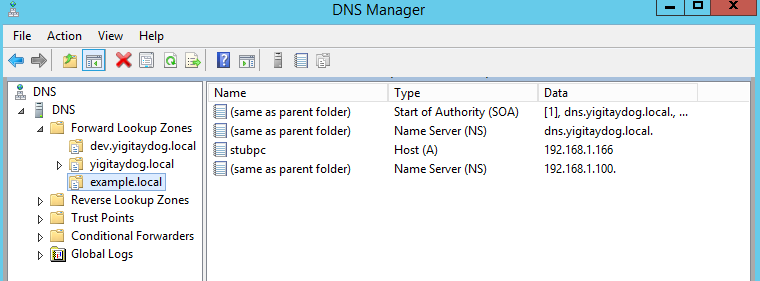 DNS Manager
File Action View Help
DNS
DNS
Forward Lookup Zones
dev.yigitaydog.local
yigitaydog.local
example.local
Reverse Lookup Zones
Trust Points
Conditional Forwarders
Global Logs
Name Type Data
(same as parent folder) Start of Authority (SOA) [1], dns.yigitaydog.local., ...
(same as parent folder) Name Server (NS) dns.yigitaydog.local.
stubpc Host (A) 192.168.1.166
(same as parent folder) Name Server (NS) 192.168.1.100.